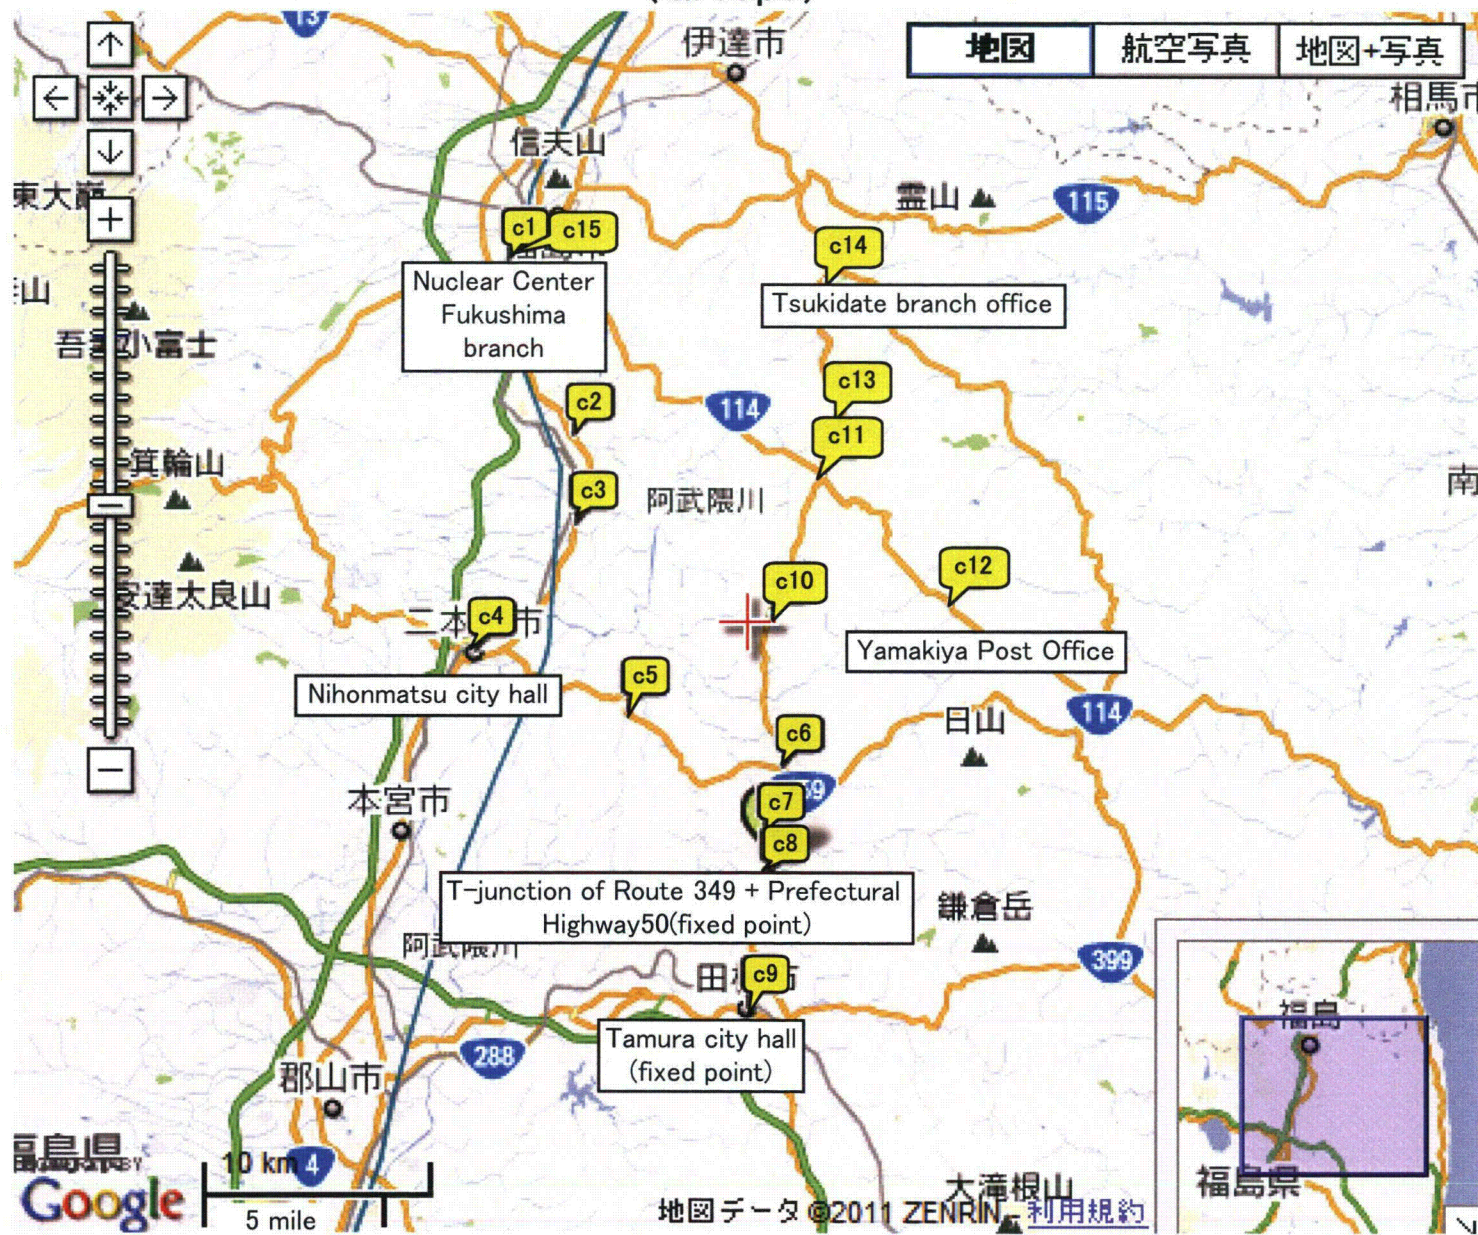 13
伊達市
地図
航空写真
地図+写真
相馬市
信夫山
東大巓
霊山
115
c1
c15
c14
Nuclear Center
Fukushima
branch
Tsukidate branch office
山
小富士
c13
c2
114
c11
箕輪山
c3
阿武隈川
南
c12
c10
安達太良山
c4
市
Yamakiya Post Office
c5
Nihonmatsu city hall
114
日山
c6
本宮市
c7
c8
T-junction of Route 349 + Prefectural
Highway50(fixed point)
鎌倉岳
阿武隈川
399
c9
Tamura city hall
(fixed point)
福島
288
郡山市
福島県
10 km
4
大滝根山
福島県
Google
5 mile
地図データ ©2011 ZENRIN - 利用規約